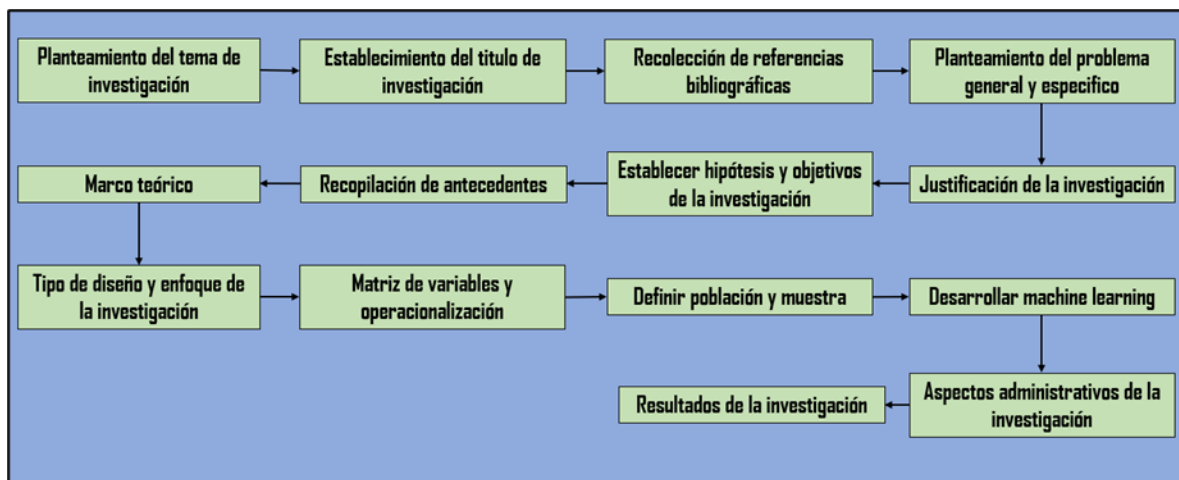 Planteamiento del tema de
investigación
Establecimiento del titulo de
investigación
Recolección de referencias
bibliográficas
Planteamiento del problema
general y especifico
Justificación de la investigación
Establecer hipótesis y objetivos
de la investigación
Recopilación de antecedentes
Marco teórico
Tipo de diseño y enfoque de
la investigación
Matriz de variables y
operacionalización
Definir población y muestra
Desarrollar machine learning
Aspectos administrativos de la
investigación
Resultados de la investigación